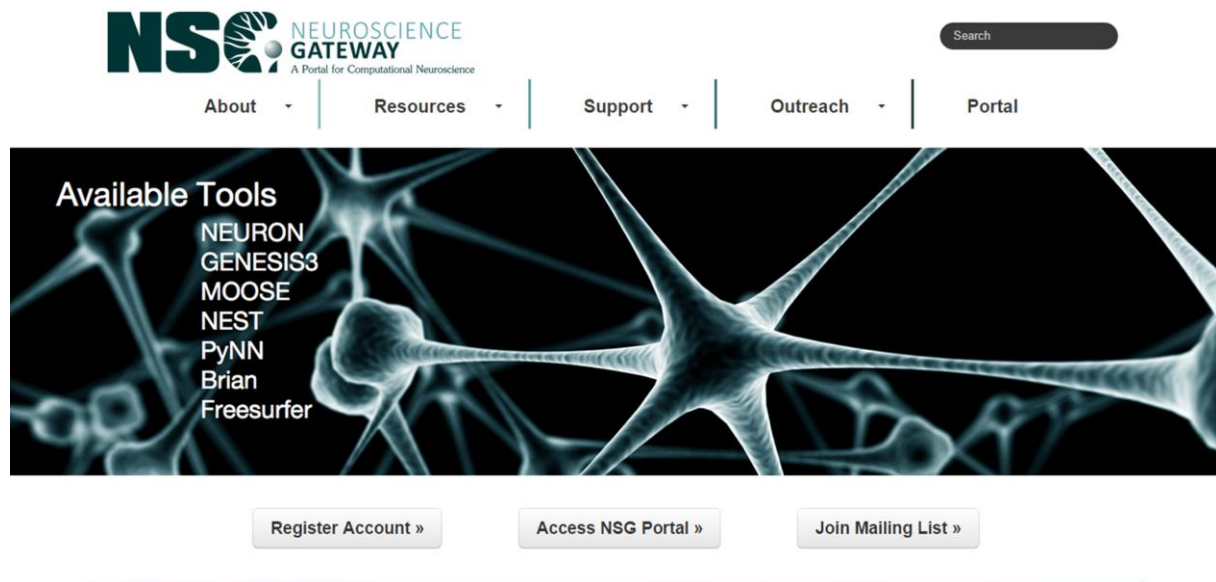 NSG NEUROSCIENCE
GATEWAY
A Portal for Computational Neuroscience
Search
About
Resources
Support
Outreach
Portal
Available Tools
NEURON
GENESIS3
MOOSE
NEST
PyNN
Brian
Freesurfer
Register Account »
Access NSG Portal »
Join Mailing List »